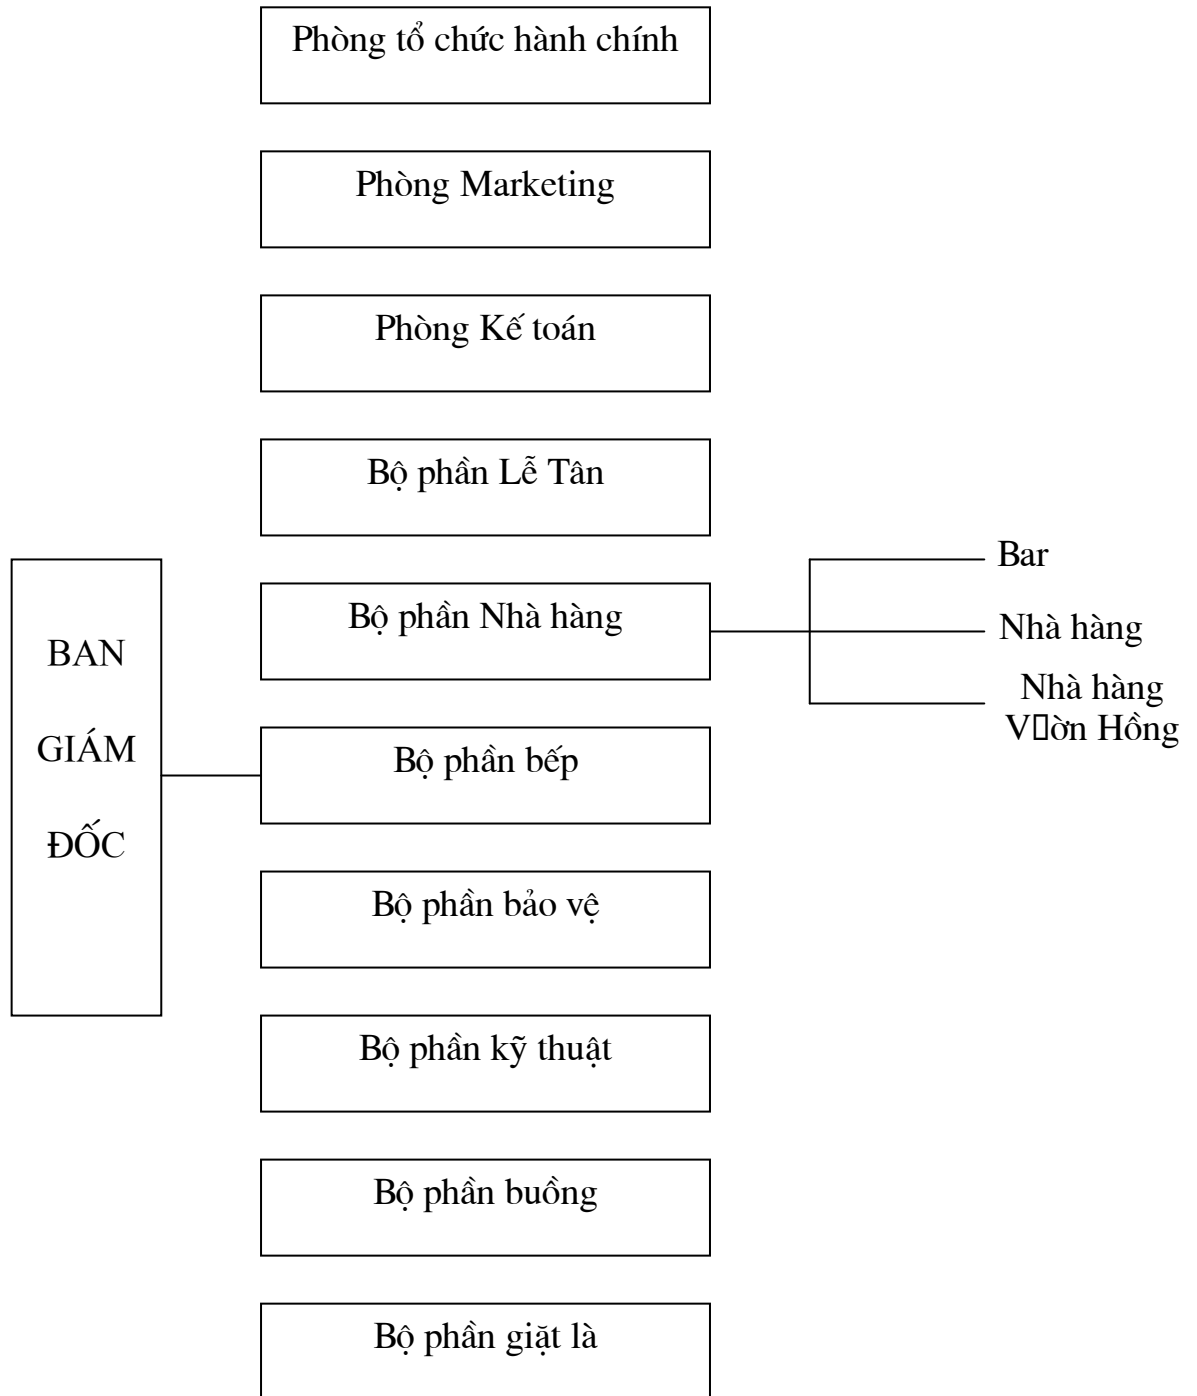 Phòng tổ chức hành chính
Phòng Marketing
Phòng Kế toán
Bộ phần Lễ Tân
Bộ phần Nhà hàng
Bộ phần bếp
Bộ phần bảo vệ
Bộ phần kỹ thuật
Bộ phần buồng
Bộ phần giặt là
BAN
GIÁM
ĐỐC
Bar
Nhà hàng
Nhà hàng
V▯ờn Hồng